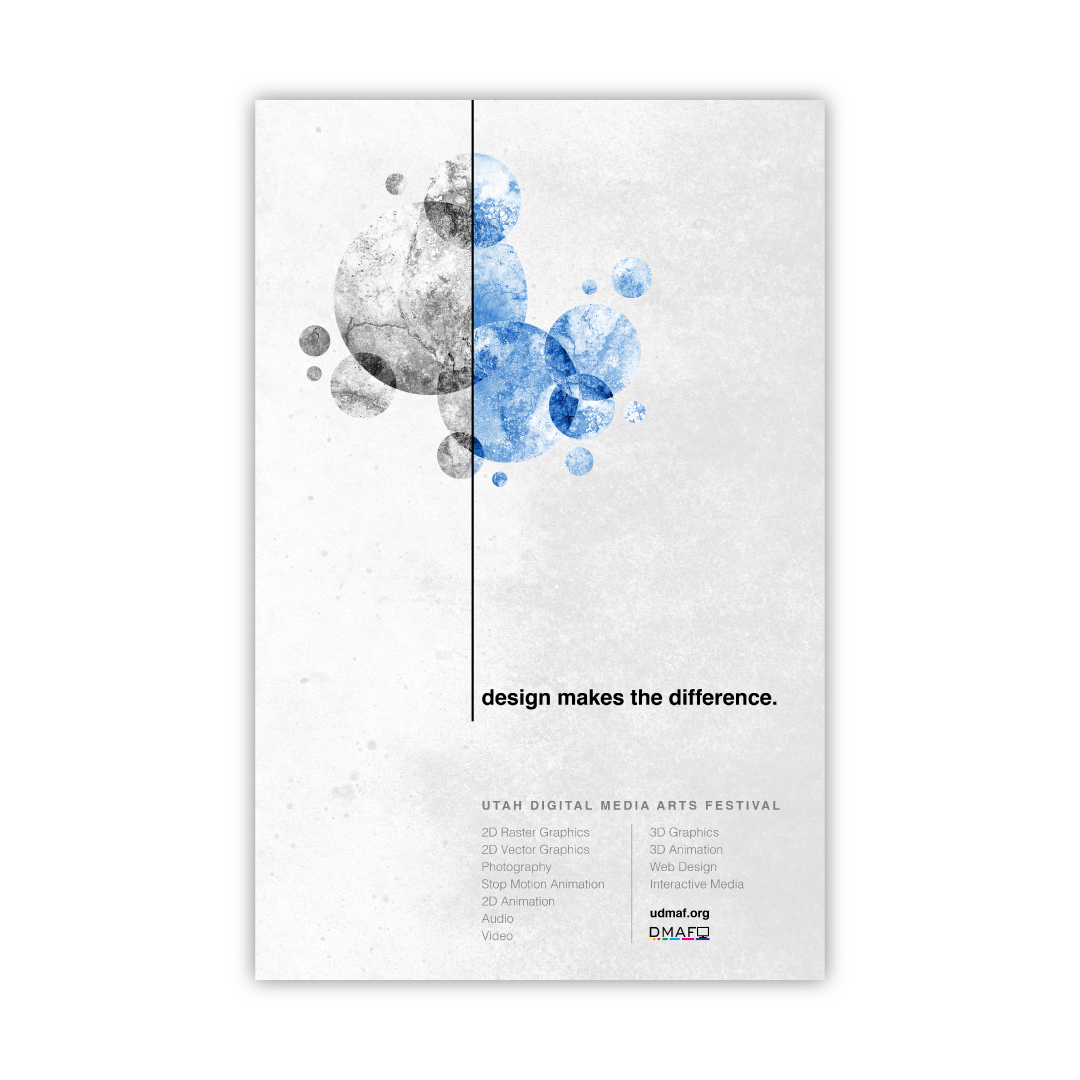 design makes the difference.
UTAH DIGITAL MEDIA ARTS FESTIVAL
2D Raster Graphics
2D Vector Graphics
Photography
Stop Motion Animation
2D Animation
Audio
Video
3D Graphics
3D Animation
Web Design
Interactive Media
udmaf.org
DMAF